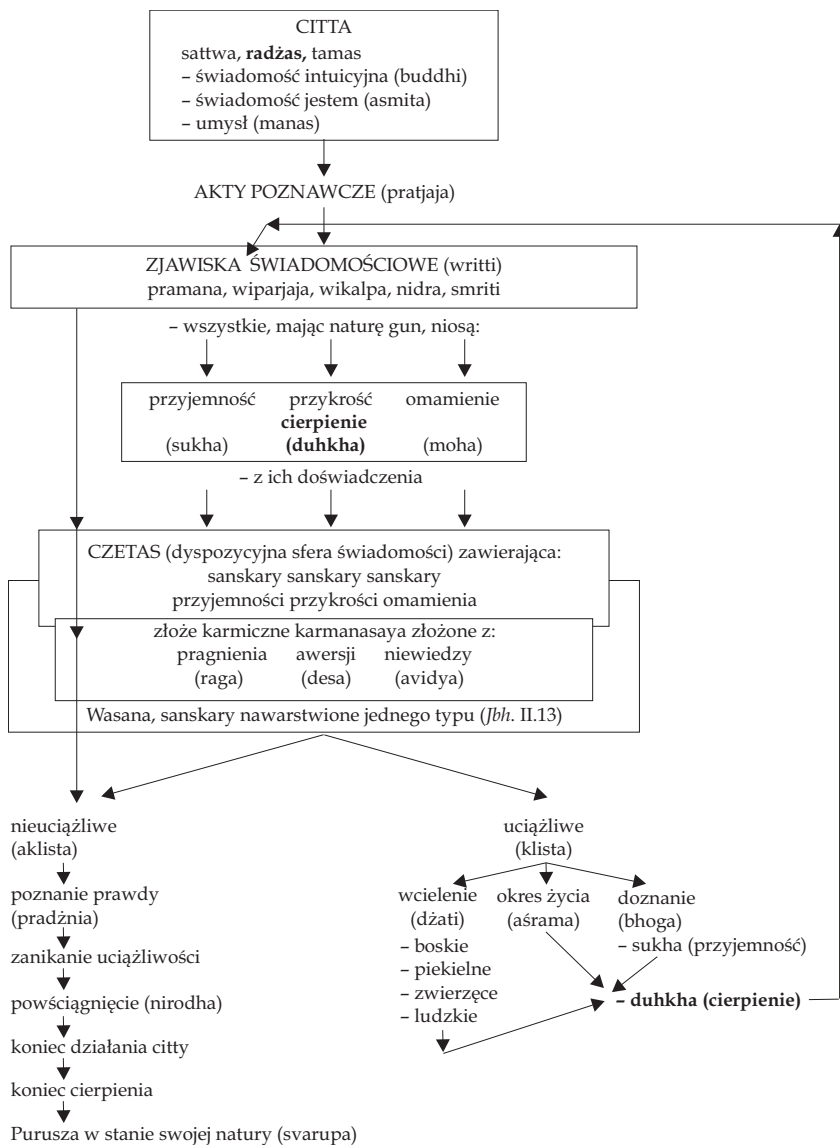 CITTA
sattwa, radżas, tamas
– świadomość intuicyjna (buddhi)
– świadomość jestem (asmita)
– umysł (manas)
AKTY POZNAWCZE (pratjaja)
ZJAWISKA ŚWIADOMOŚCIOWE (writti)
pramana, wiparjaja, wikalpa, nidra, smriti
– wszystkie, mając naturę gun, niosą:
przyjemność przykrość omamienie
cierpienie
(sukha) (duhkha) (moha)
– z ich doświadczenia
CZETAS (dyspozycyjna sfera świadomości) zawierająca:
sanskary sanskary sanskary
przyjemności przykrości omamienia
złoże karmiczne karmanasaya złożone z:
pragnienia awersji niewiedzy
(raga) (desa) (avidya)
Wasana, sanskary nawarstwione jednego typu (Jbh. II.13)
nieuciążliwe
(aklista)
poznanie prawdy
(pradżnia)
zanikanie uciążliwości
powściągnięcie (nirodha)
koniec działania citty
koniec cierpienia
Purusza w stanie swojej natury (svarupa)
uciążliwe
(klista)
wcielenie okres życia doznanie
(dżati) (aśrama) (bhoga)
– boskie
– piekielne
– zwierzęce
– ludzkie
– sukha (przyjemność)
– duhkha (cierpienie)